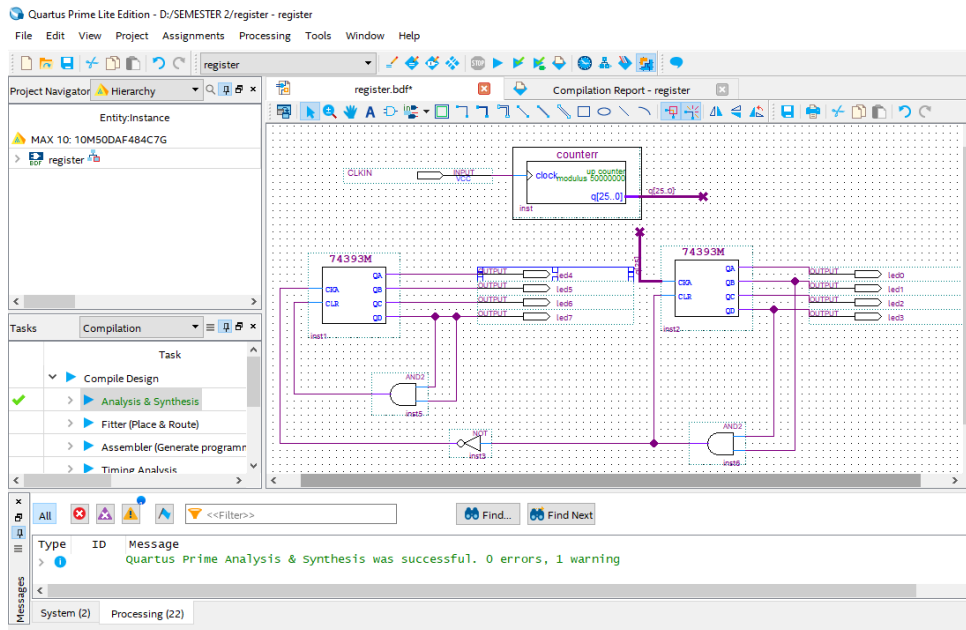 Quartus Prime Lite Edition - D:/SEMESTER 2/register - register
File Edit View Project Assignments Processing Tools Window Help
register
Project Navigator Hierarchy
register.bdf*
Compilation Report - register
Entity:Instance
MAX 10: 10M50DAF484C7G
register
counterr
CLKIN
INPUT
VCC
clock
up counter
modulus 50000000
q[25..0]
q[25..0]
inst
74393M
CKA
CLR
QA
QB
QC
QD
inst1
OUTPUT led4
OUTPUT led5
OUTPUT led6
OUTPUT led7
74393M
CKA
CLR
QA
QB
QC
QD
inst2
OUTPUT led0
OUTPUT led1
OUTPUT led2
OUTPUT led3
AND2
inst5
NOT
inst3
AND2
inst6
Tasks Compilation
Task
Compile Design
Analysis & Synthesis
Fitter (Place & Route)
Assembler (Generate programm
Timing Analysis
All
<<Filter>>
Find...
Find Next
Type ID Message
Quartus Prime Analysis & Synthesis was successful. 0 errors, 1 warning
Messages
System (2)
Processing (22)